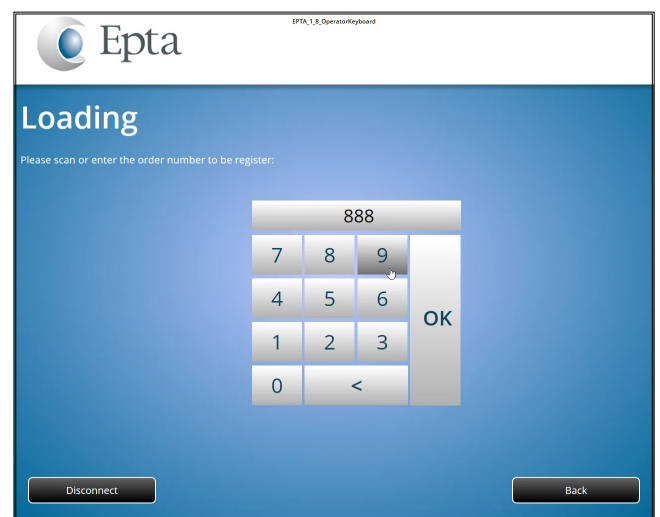 EPTA_1_8_OperatorKeyboard
Epta
Loading
Please scan or enter the order number to be register:
888
7 8 9
4 5 6
OK
1 2 3
0 <
Disconnect Back